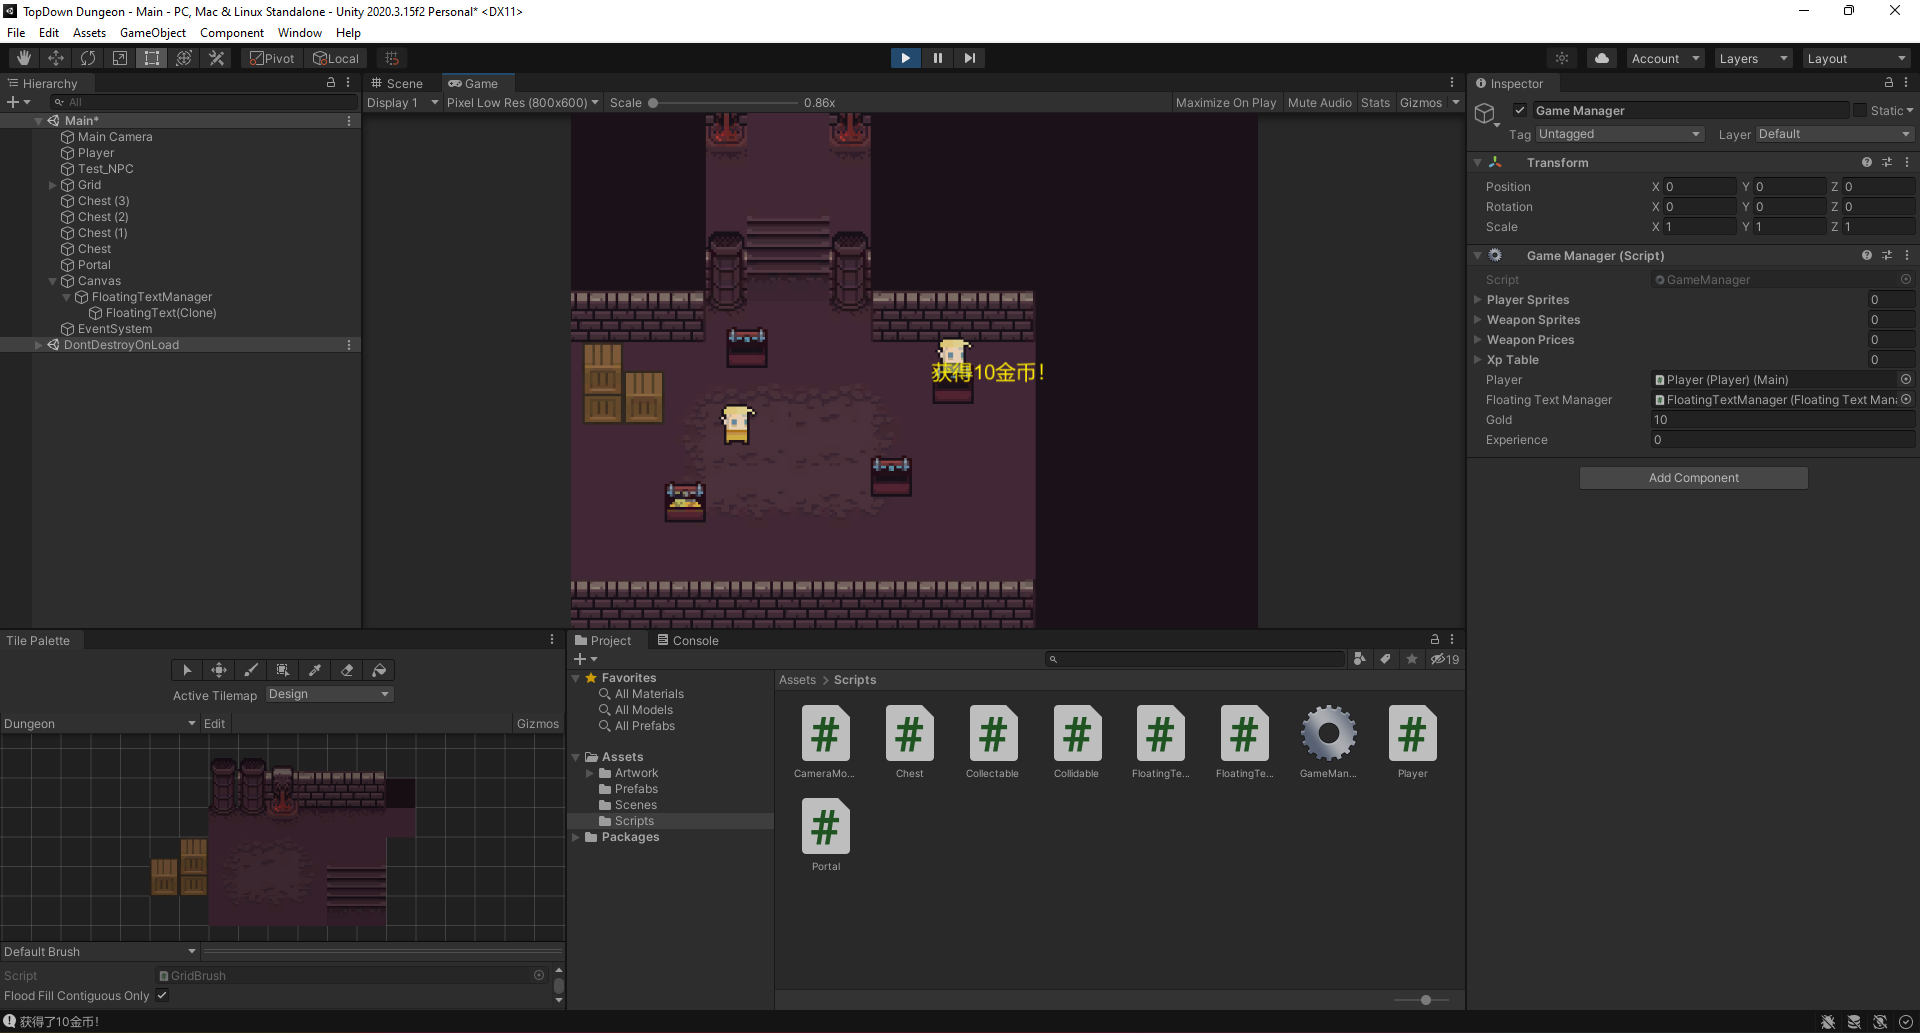 TopDown Dungeon - Main - PC, Mac & Linux Standalone - Unity 2020.3.15f2 Personal* <DX11>
File Edit Assets GameObject Component Window Help
Pivot Local Account Layers Layout
Hierarchy
All
Main*
Main Camera
Player
Test_NPC
Grid
Chest (3)
Chest (2)
Chest (1)
Chest
Portal
Canvas
FloatingTextManager
FloatingText(Clone)
EventSystem
DontDestroyOnLoad
Scene Game
Display 1 Pixel Low Res (800x600) Scale 0.86x Maximize On Play Mute Audio Stats Gizmos
获得10金币!
Inspector
Game Manager Static
Tag Untagged Layer Default
Transform
Position X 0 Y 0 Z 0
Rotation X 0 Y 0 Z 0
Scale X 1 Y 1 Z 1
Game Manager (Script)
Script GameManager
Player Sprites 0
Weapon Sprites 0
Weapon Prices 0
Xp Table 0
Player Player (Player) (Main)
Floating Text Manager FloatingTextManager (Floating Text Man
Gold 10
Experience 0
Add Component
Tile Palette
Active Tilemap Design
Dungeon Edit Gizmos
Default Brush
Script GridBrush
Flood Fill Contiguous Only
Project Console
19
Favorites
All Materials
All Models
All Prefabs
Assets
Artwork
Prefabs
Scenes
Scripts
Packages
Assets > Scripts
CameraMo... Chest Collectable Collidable FloatingTe... FloatingTe... GameMan... Player
Portal
获得了10金币!